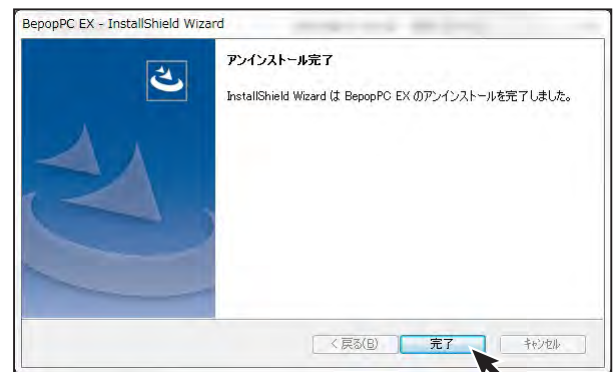 BepopPC EX - InstallShield Wizard
アンインストール完了
InstallShield Wizard は BepopPC EX のアンインストールを完了しました。
< 戻る(B)
完了
キャンセル